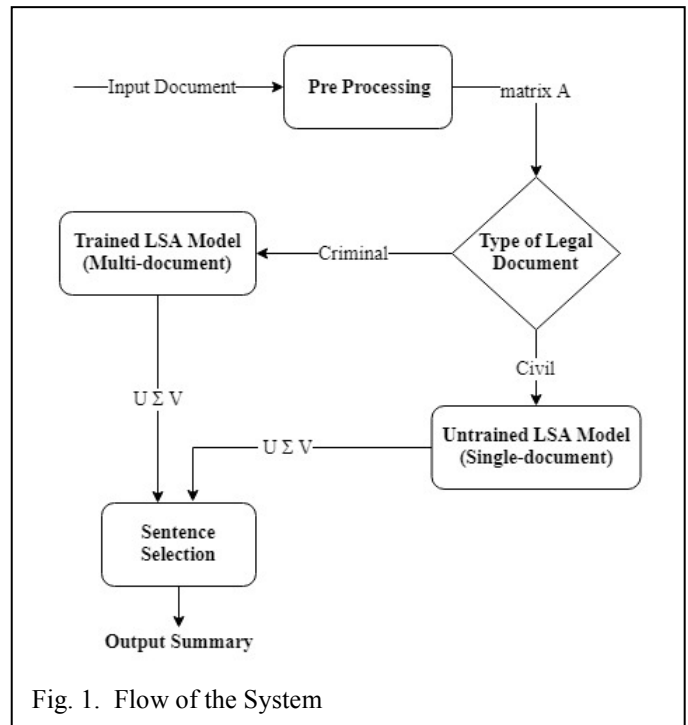 Input Document
Pre Processing
matrix A
Type of Legal
Document
Criminal
Trained LSA Model
(Multi-document)
Civil
U Σ V
Untrained LSA Model
(Single-document)
U Σ V
Sentence
Selection
Output Summary
Fig. 1. Flow of the System